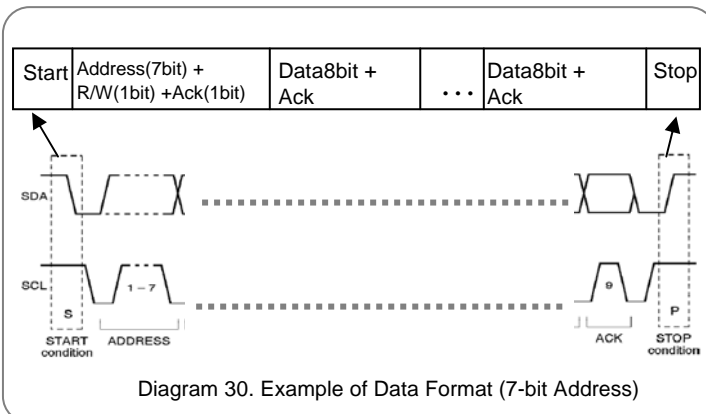 Start
Address(7bit) +
R/W(1bit) +Ack(1bit)
Data8bit +
Ack
...
Data8bit +
Ack
Stop
SDA
SCL
1 – 7
9
S
P
START
condition
ADDRESS
ACK
STOP
condition
Diagram 30. Example of Data Format (7-bit Address)